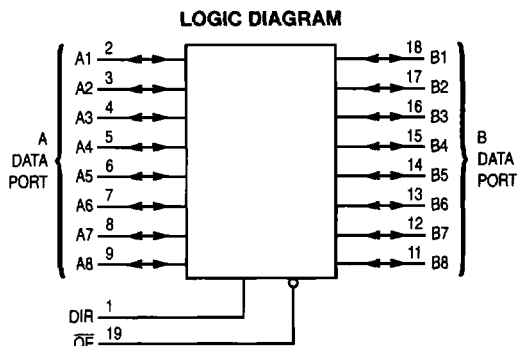 LOGIC DIAGRAM
A1 2 18 B1
A2 3 17 B2
A3 4 16 B3
A4 5 15 B4
A5 6 14 B5
A6 7 13 B6
A7 8 12 B7
A8 9 11 B8
A
DATA
PORT
B
DATA
PORT
DIR 1
OE 19